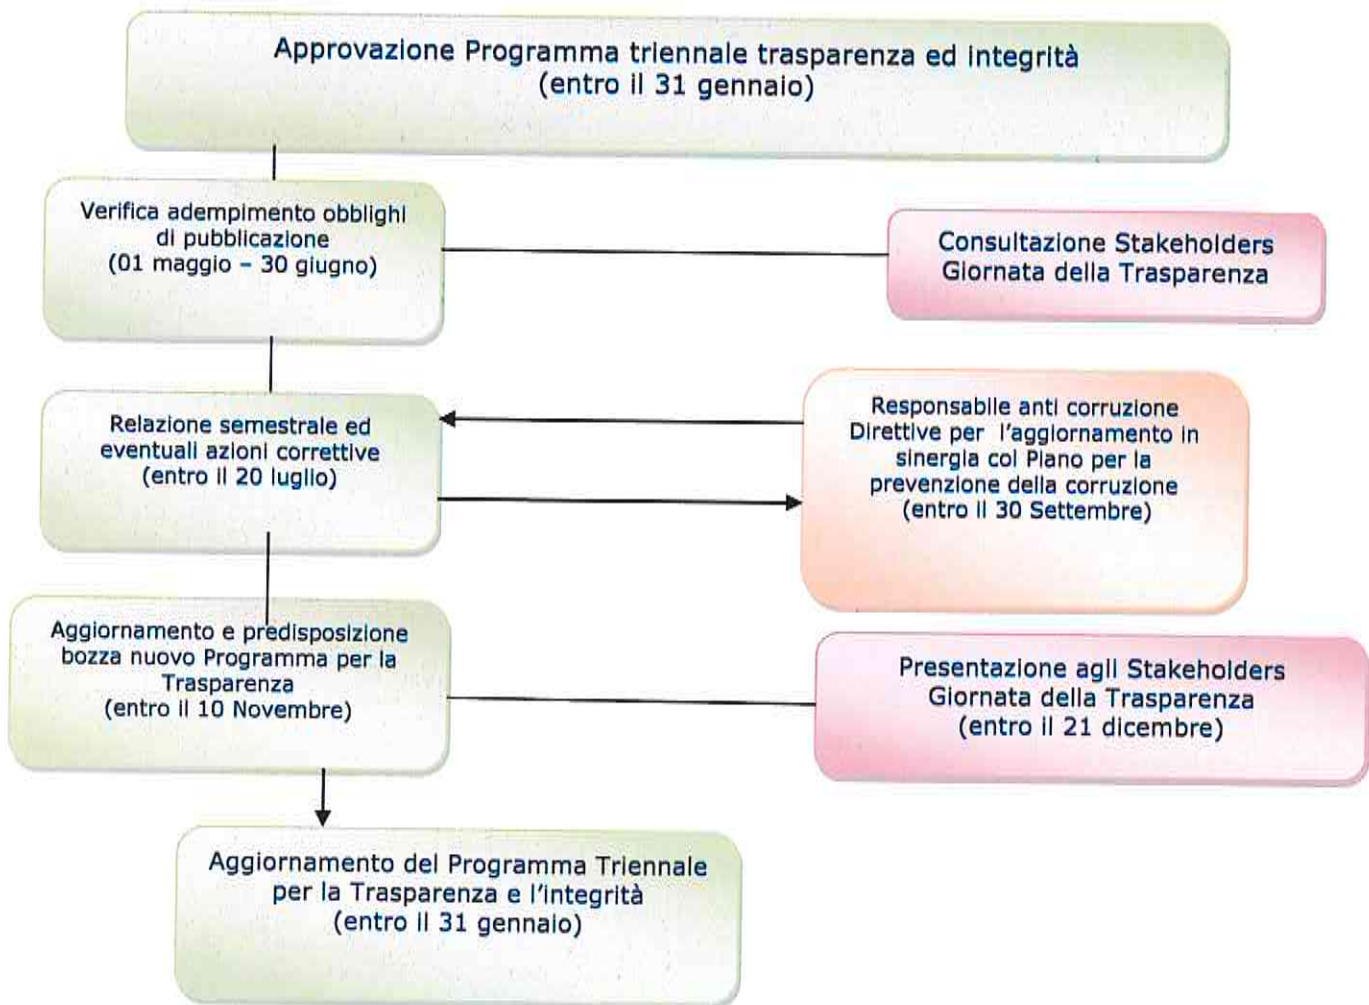 Approvazione Programma triennale trasparenza ed integrità
(entro il 31 gennaio)
Verifica adempimento obblighi
di pubblicazione
(01 maggio – 30 giugno)
Consultazione Stakeholders
Giornata della Trasparenza
Relazione semestrale ed
eventuali azioni correttive
(entro il 20 luglio)
Responsabile anti corruzione
Direttive per l'aggiornamento in
sinergia col Piano per la
prevenzione della corruzione
(entro il 30 Settembre)
Aggiornamento e predisposizione
bozza nuovo Programma per la
Trasparenza
(entro il 10 Novembre)
Presentazione agli Stakeholders
Giornata della Trasparenza
(entro il 21 dicembre)
Aggiornamento del Programma Triennale
per la Trasparenza e l'integrità
(entro il 31 gennaio)